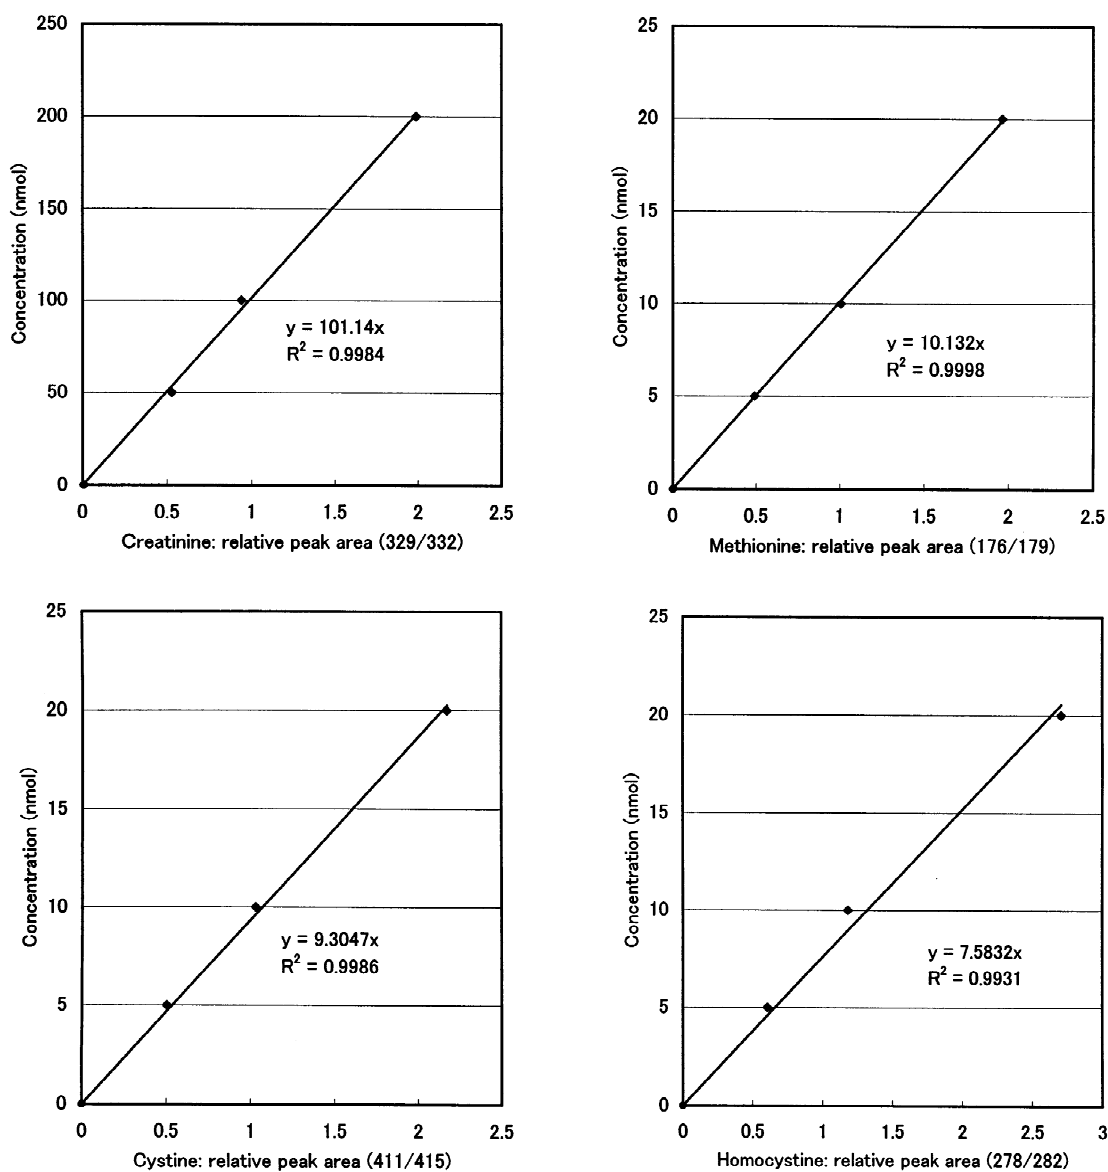 250
200
150
100
50
0
Concentration (nmol)
y = 101.14x
R² = 0.9984
0 0.5 1 1.5 2 2.5
Creatinine: relative peak area (329/332)
25
20
15
10
5
0
Concentration (nmol)
y = 10.132x
R² = 0.9998
0 0.5 1 1.5 2 2.5
Methionine: relative peak area (176/179)
25
20
15
10
5
0
Concentration (nmol)
y = 9.3047x
R² = 0.9986
0 0.5 1 1.5 2 2.5
Cystine: relative peak area (411/415)
25
20
15
10
5
0
Concentration (nmol)
y = 7.5832x
R² = 0.9931
0 0.5 1 1.5 2 2.5 3
Homocystine: relative peak area (278/282)